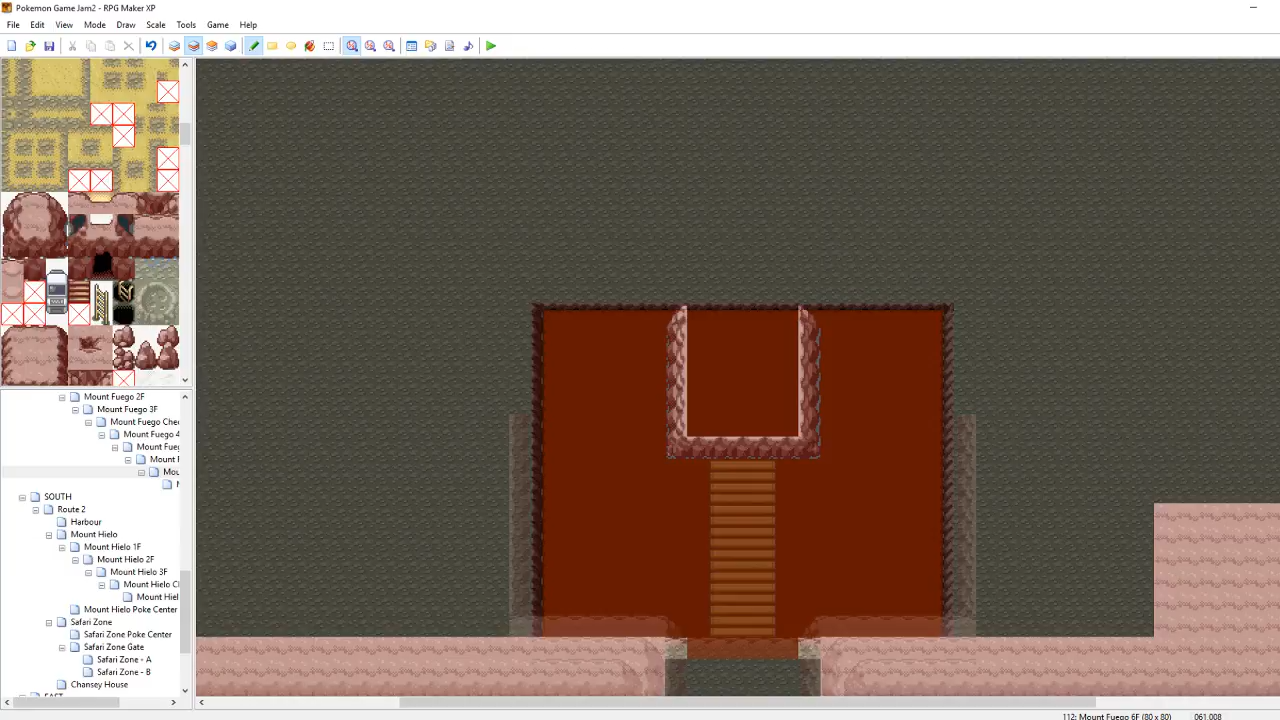 Pokemon Game Jam2 - RPG Maker XP
File Edit View Mode Draw Scale Tools Game Help
Mount Fuego 2F
Mount Fuego 3F
Mount Fuego Che
Mount Fuego 4
Mount Fue
Mount
Mou
SOUTH
Route 2
Harbour
Mount Hielo
Mount Hielo 1F
Mount Hielo 2F
Mount Hielo 3F
Mount Hielo C
Mount Hiel
Mount Hielo Poke Center
Safari Zone
Safari Zone Poke Center
Safari Zone Gate
Safari Zone - A
Safari Zone - B
Chansey House
112: Mount Fuego 6F (80 x 80) 061.008